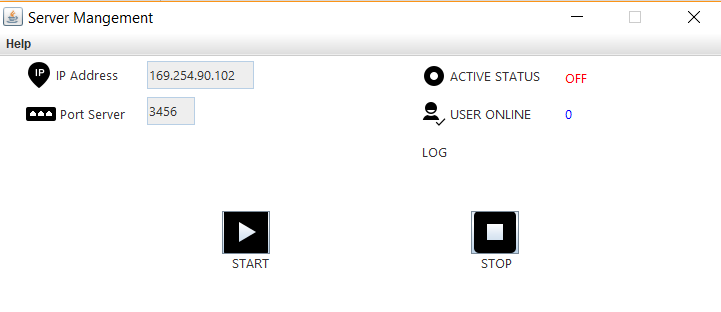 Server Mangement
Help
IP IP Address 169.254.90.102 ACTIVE STATUS OFF
Port Server 3456 USER ONLINE 0
LOG
START STOP